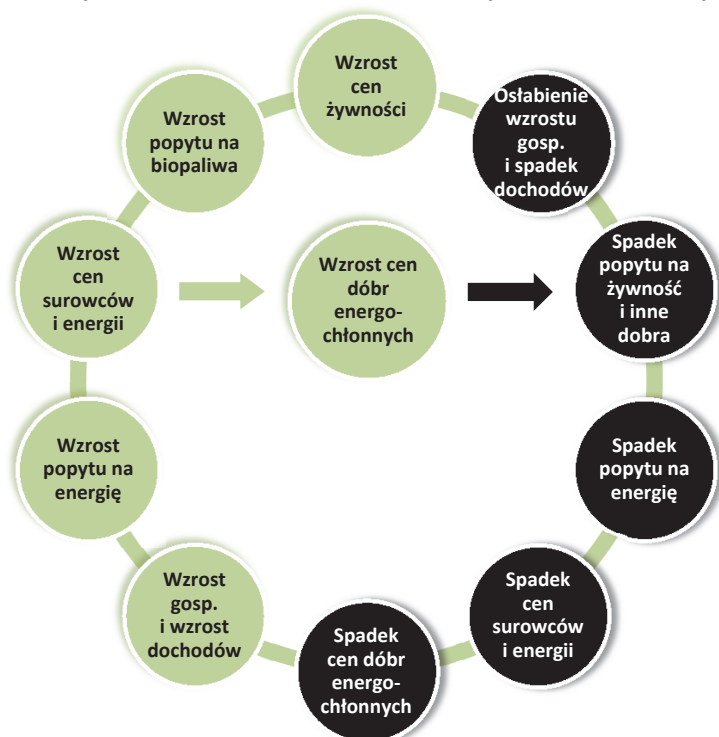 Wzrost
cen
żywności
Osłabienie
wzrostu
gosp.
i spadek
dochodów
Spadek
popytu na
żywność
i inne
dobra
Spadek
popytu na
energię
Spadek
cen
surowców
i energii
Spadek
cen dóbr
energo-
chłonnych
Wzrost
gosp.
i wzrost
dochodów
Wzrost
popytu na
energię
Wzrost
cen
surowców
i energii
Wzrost
popytu na
biopaliwa
Wzrost cen
dóbr
energo-
chłonnych